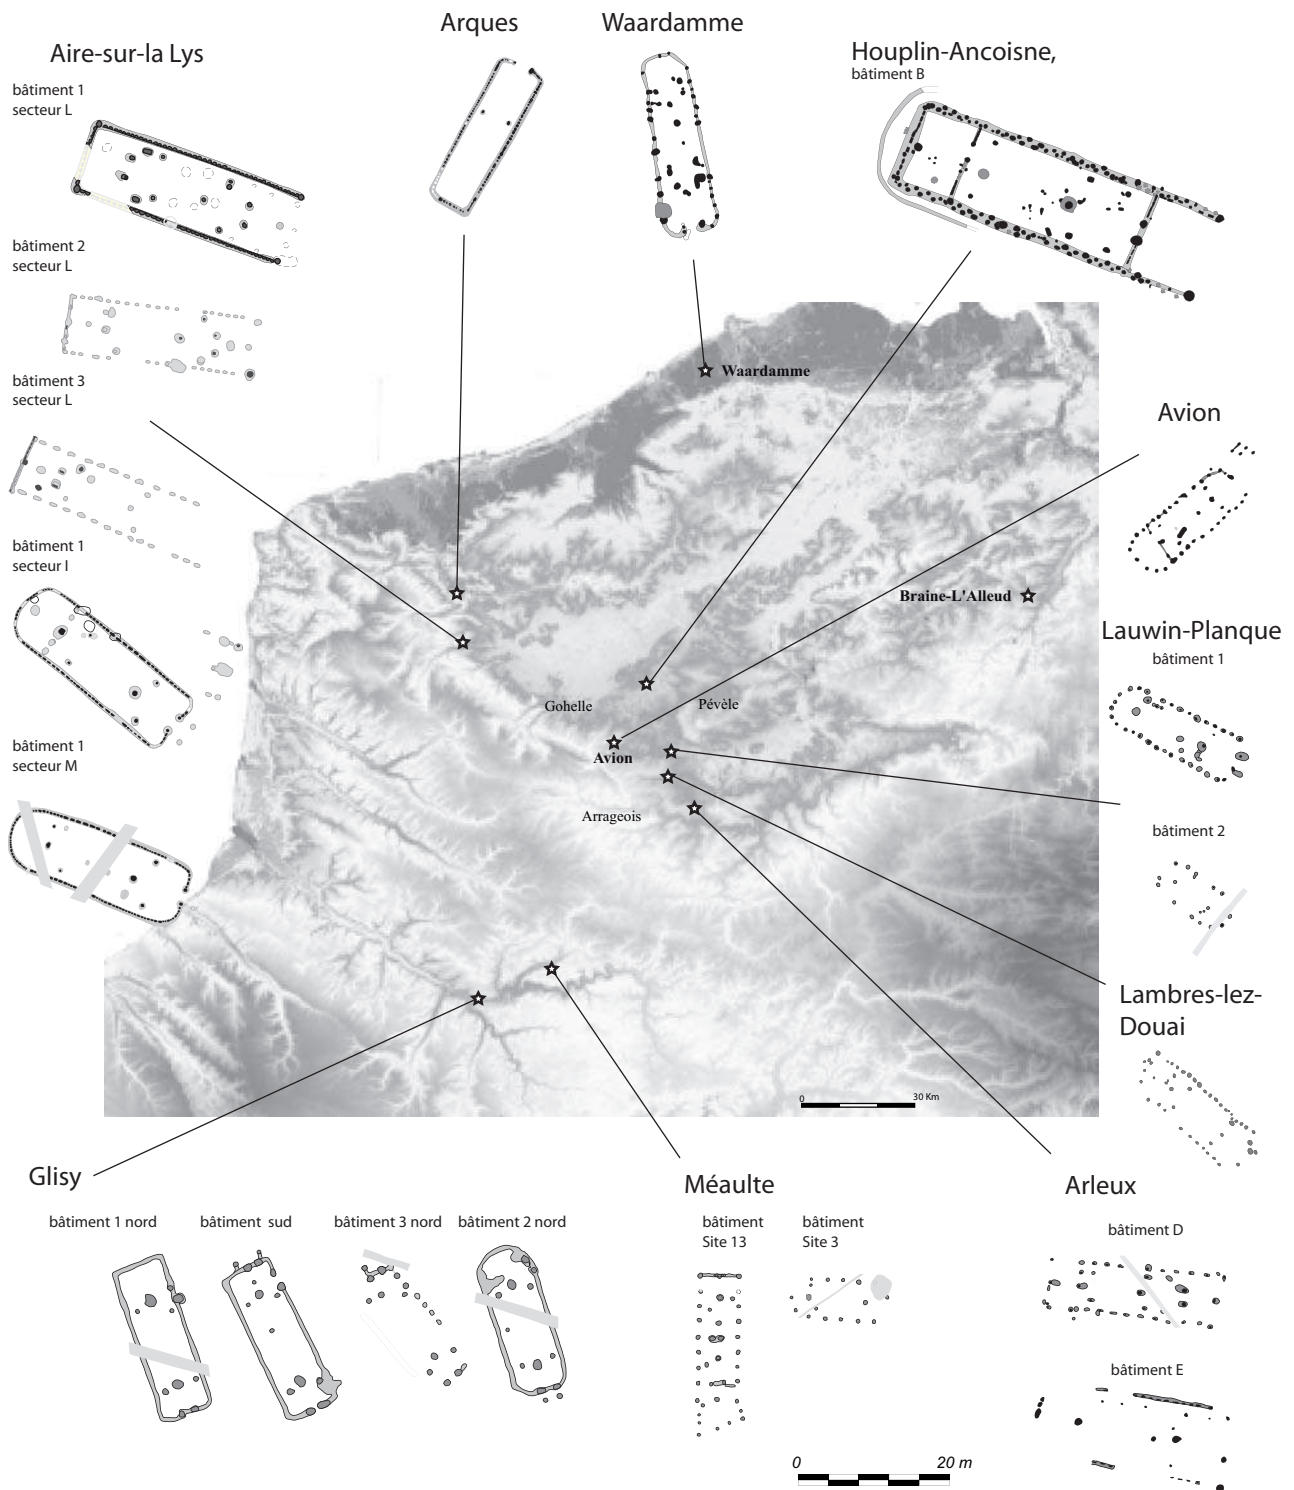 Arques
Waardamme
Aire-sur-la Lys
Houplin-Ancoisne,
bâtiment B
bâtiment 1
secteur L
bâtiment 2
secteur L
bâtiment 3
secteur L
bâtiment 1
secteur I
bâtiment 1
secteur M
Waardamme
Avion
Braine-L'Alleud
Lauwin-Planque
bâtiment 1
Gohelle
Pévèle
Avion
Arrageois
bâtiment 2
Lambres-lez-
Douai
0
30 Km
Glisy
Méaulte
Arleux
bâtiment 1 nord
bâtiment sud
bâtiment 3 nord
bâtiment 2 nord
bâtiment
Site 13
bâtiment
Site 3
bâtiment D
bâtiment E
0
20 m